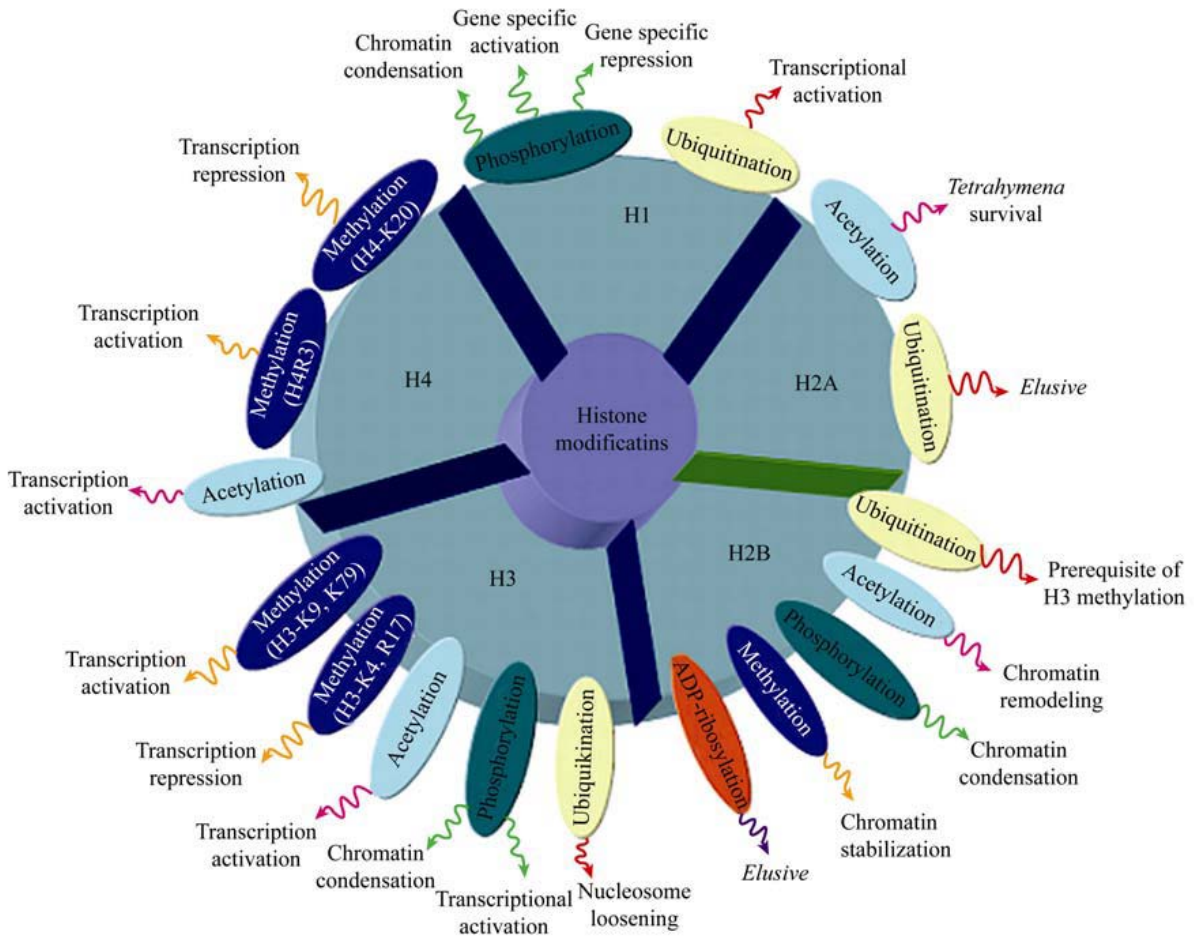 Gene specific
activation
Gene specific
repression
Chromatin
condensation
Transcriptional
activation
Phosphorylation
Ubiquitination
Transcription
repression
Methylation
(H4-K20)
H1
Acetylation
Tetrahymena
survival
Transcription
activation
Methylation
(H4R3)
H4
H2A
Ubiquitination
Elusive
Histone
modificatins
Transcription
activation
Acetylation
Ubiquitination
Prerequisite of
H3 methylation
H3
H2B
Acetylation
Chromatin
remodeling
Methylation
(H3-K9, K79)
Transcription
activation
Methylation
(H3-K4, R17)
Transcription
repression
Acetylation
Transcription
activation
Phosphorylation
Chromatin
condensation
Transcriptional
activation
Ubiquikination
Nucleosome
loosening
ADP-ribosylation
Elusive
Methylation
Chromatin
stabilization
Phosphorylation
Chromatin
condensation